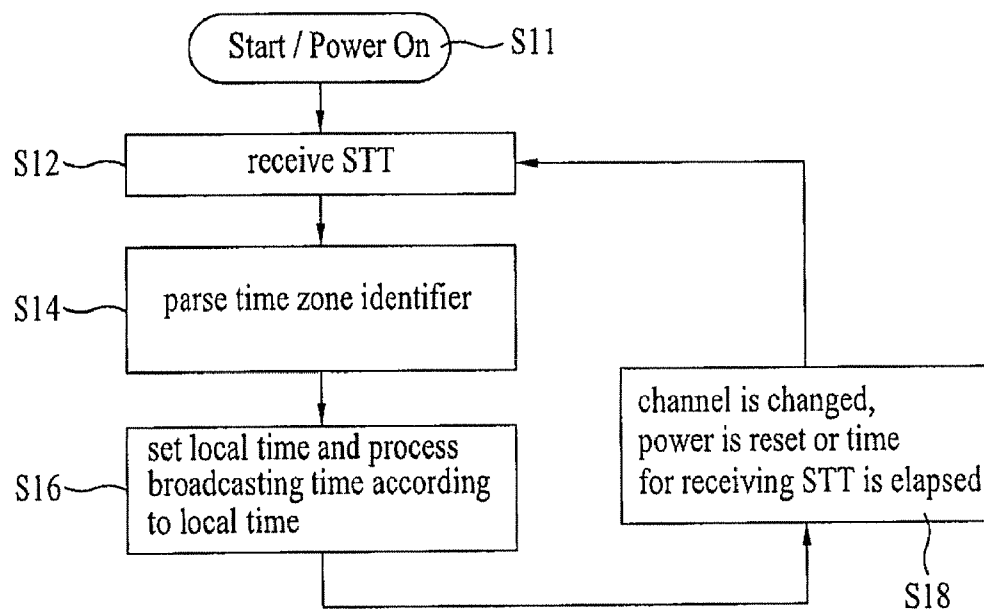 Start / Power On
S11
S12
receive STT
S14
parse time zone identifier
S16
set local time and process
broadcasting time according
to local time
channel is changed,
power is reset or time
for receiving STT is elapsed
S18